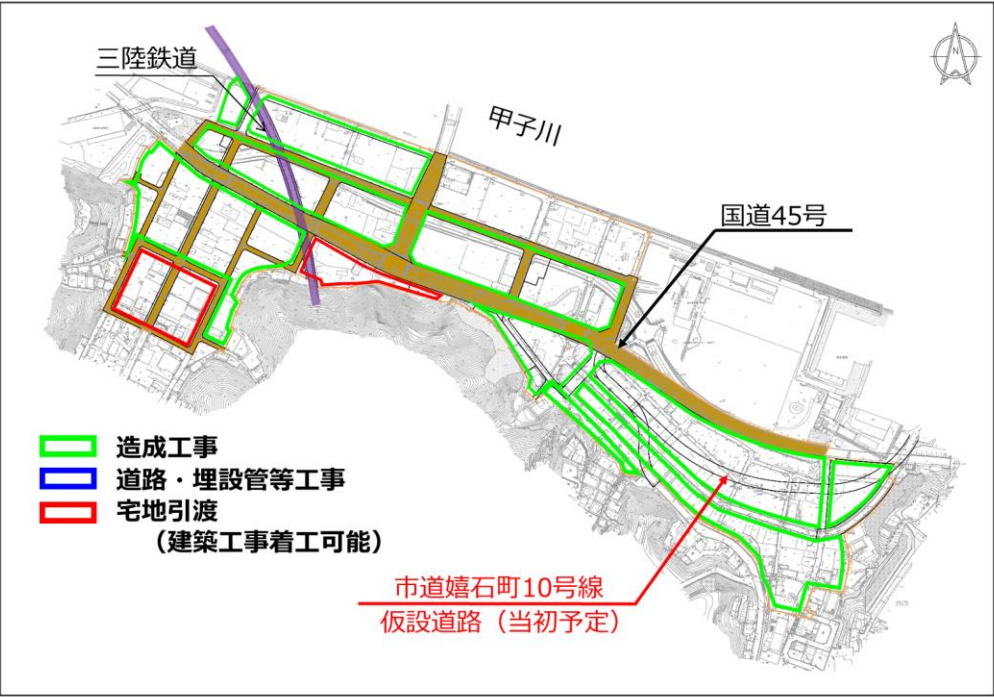 三陸鉄道
甲子川
N
国道45号
造成工事
道路・埋設管等工事
宅地引渡
（建築工事着工可能）
市道嬉石町10号線
仮設道路（当初予定）